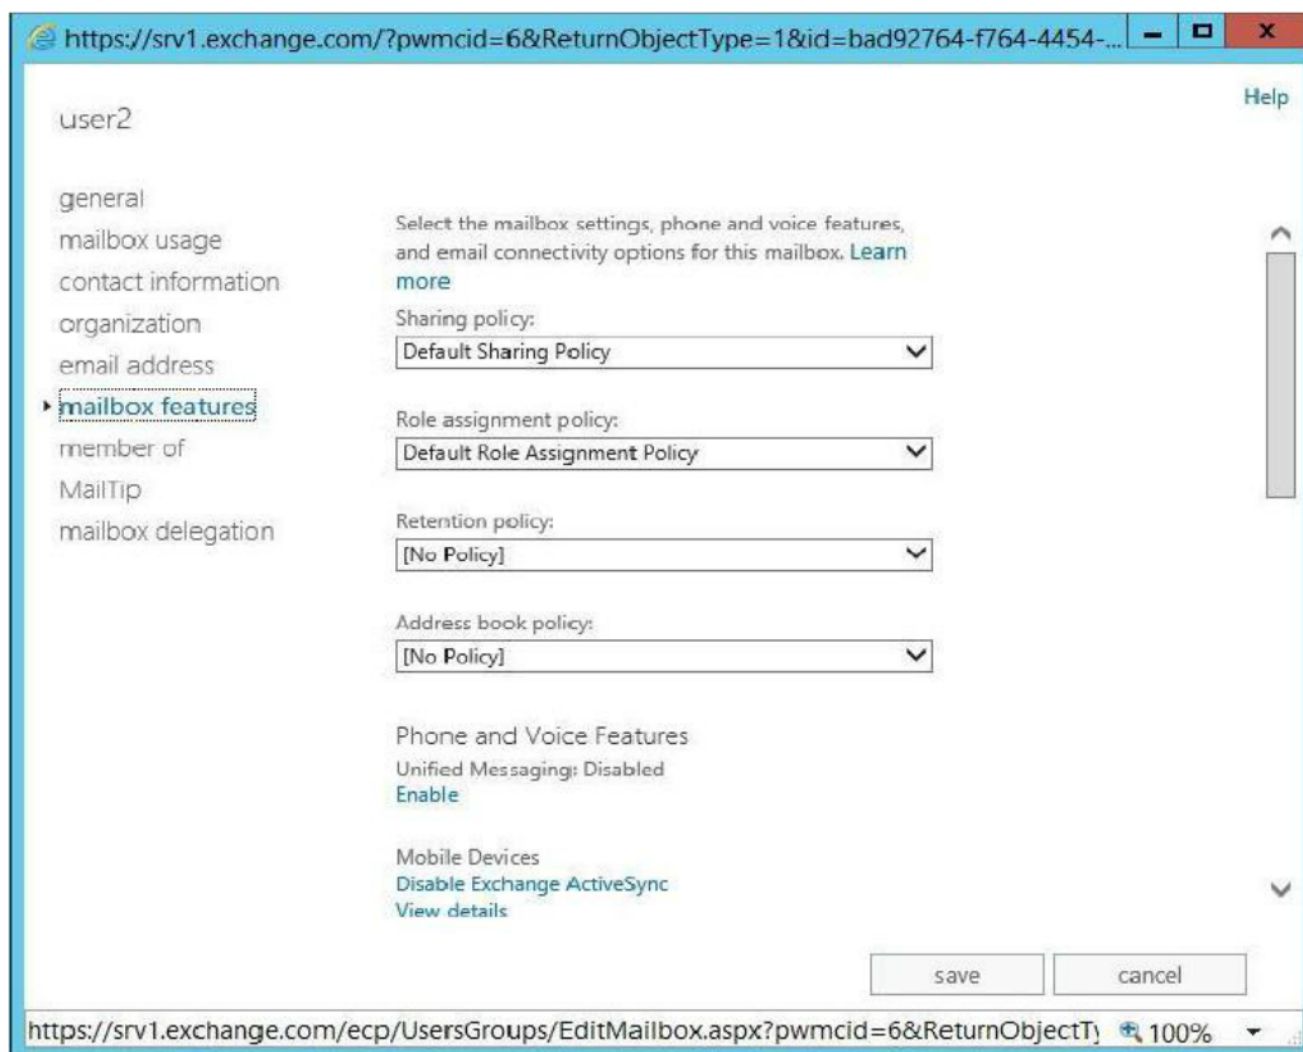 https://srv1.exchange.com/?pwmcid=6&ReturnObjectType=1&id=bad92764-f764-4454-...
Help
user2
general
mailbox usage
contact information
organization
email address
mailbox features
member of
MailTip
mailbox delegation
Select the mailbox settings, phone and voice features,
and email connectivity options for this mailbox. Learn
more
Sharing policy:
Default Sharing Policy
Role assignment policy:
Default Role Assignment Policy
Retention policy:
[No Policy]
Address book policy:
[No Policy]
Phone and Voice Features
Unified Messaging: Disabled
Enable
Mobile Devices
Disable Exchange ActiveSync
View details
save
cancel
https://srv1.exchange.com/ecp/UsersGroups/EditMailbox.aspx?pwmcid=6&ReturnObjectTy
100%